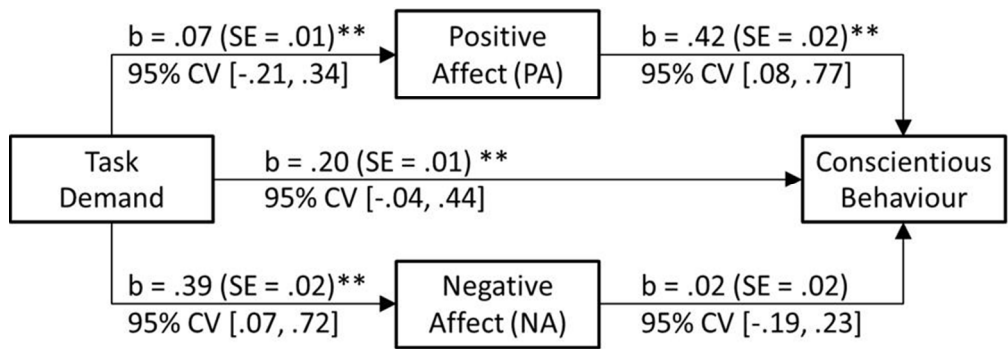 b = .07 (SE = .01)**
95% CV [-.21, .34]
Positive
Affect (PA)
b = .42 (SE = .02)**
95% CV [.08, .77]
Task
Demand
b = .20 (SE = .01) **
95% CV [-.04, .44]
Conscientious
Behaviour
b = .39 (SE = .02)**
95% CV [.07, .72]
Negative
Affect (NA)
b = .02 (SE = .02)
95% CV [-.19, .23]